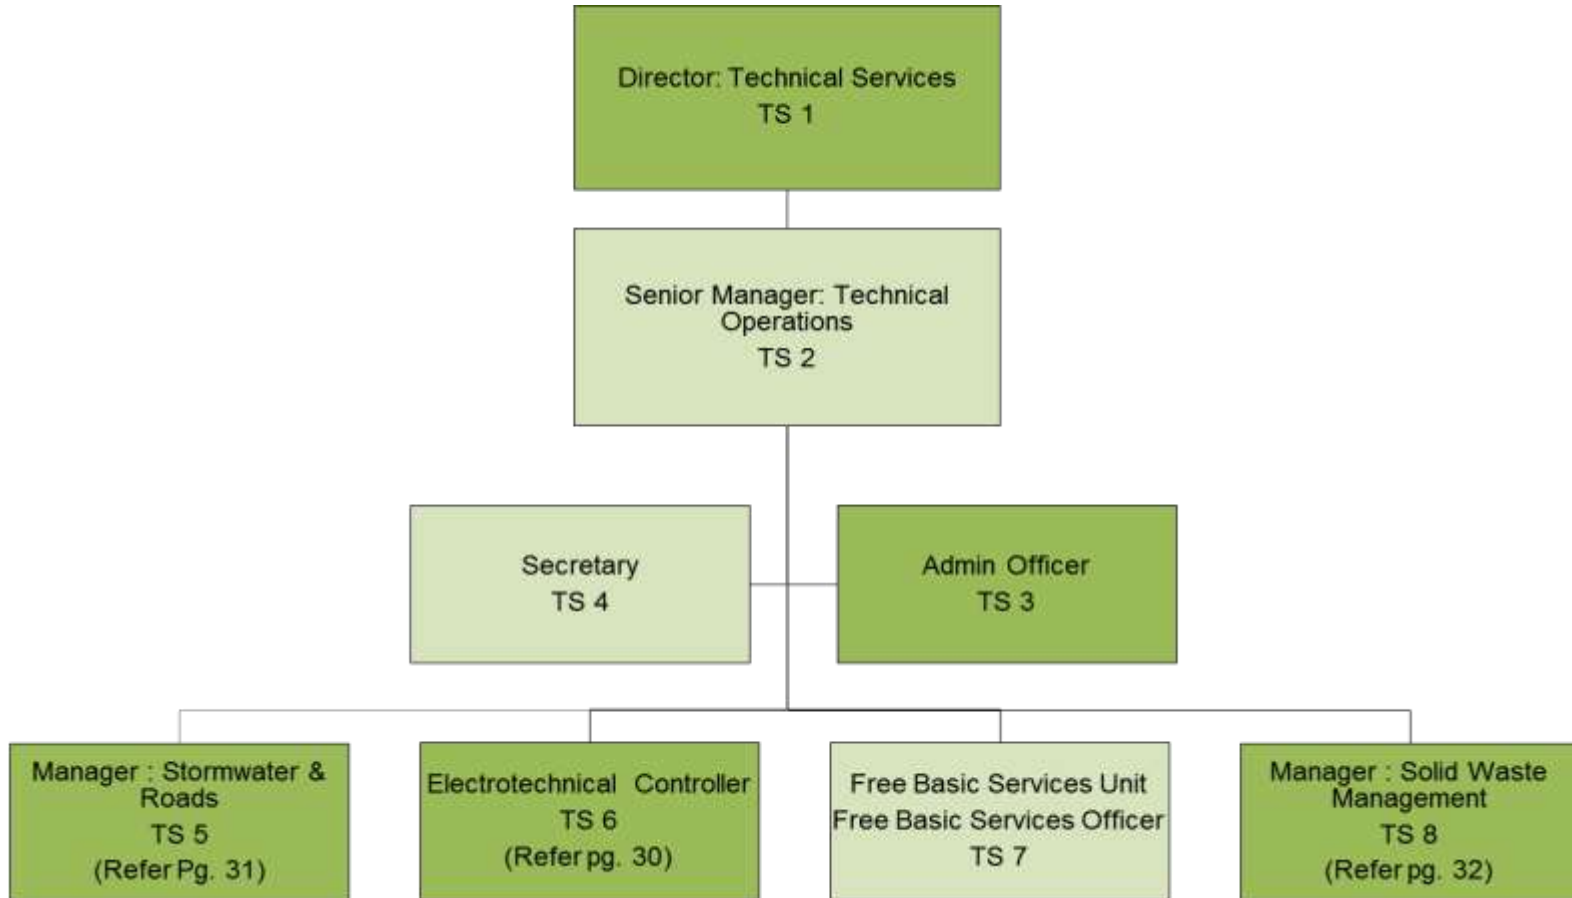 Director: Technical Services
TS 1
Senior Manager: Technical
Operations
TS 2
Secretary
TS 4
Admin Officer
TS 3
Manager : Stormwater &
Roads
TS 5
(Refer Pg. 31)
Electrotechnical Controller
TS 6
(Refer pg. 30)
Free Basic Services Unit
Free Basic Services Officer
TS 7
Manager : Solid Waste
Management
TS 8
(Refer pg. 32)